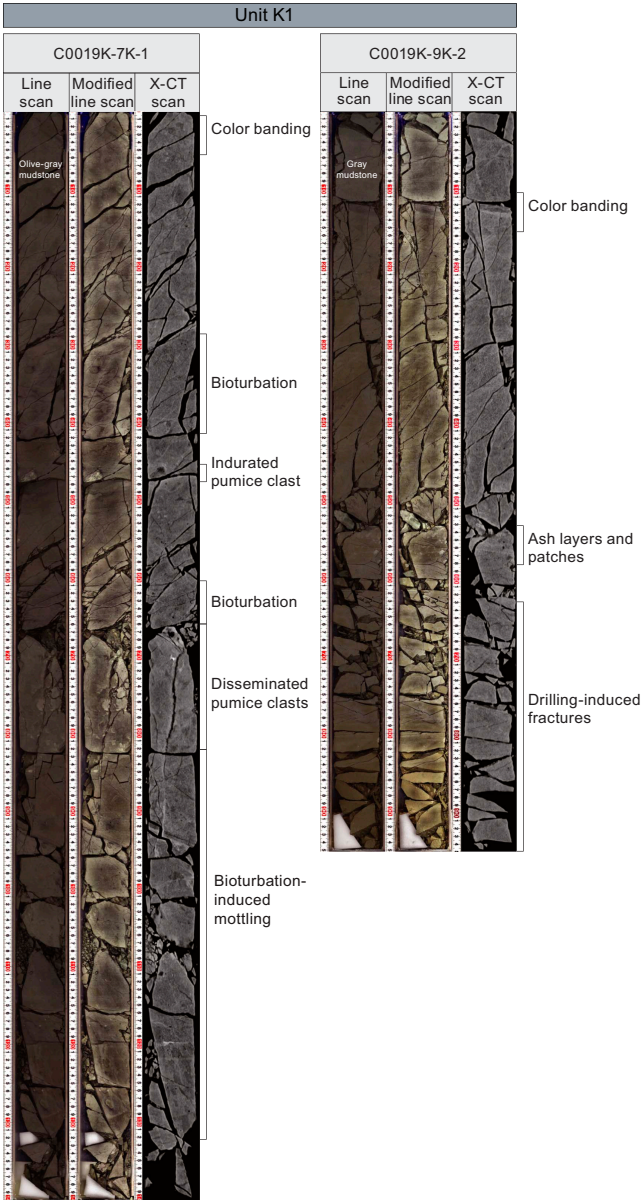 Unit K1
C0019K-7K-1
Line
scan
Modified
line scan
X-CT
scan
Olive-gray
mudstone
Color banding
Bioturbation
Indurated
pumice clast
Bioturbation
Disseminated
pumice clasts
Bioturbation-
induced
mottling
C0019K-9K-2
Line
scan
Modified
line scan
X-CT
scan
Gray
mudstone
Color banding
Ash layers and
patches
Drilling-induced
fractures